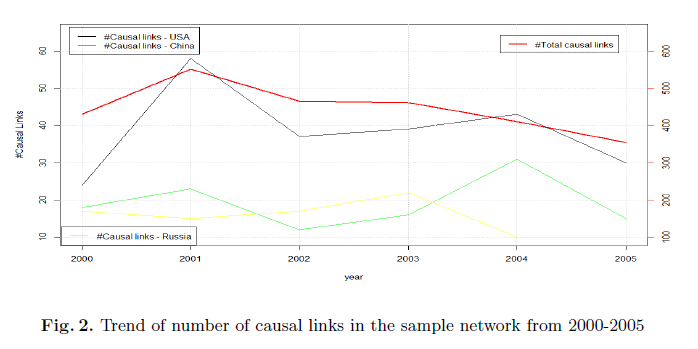 #Causal links - USA
#Causal links - China
#Total causal links
60
50
40
30
20
10
#Causal Links
600
500
400
300
200
100
#Causal links - Russia
2000 2001 2002 2003 2004 2005
year
Fig. 2. Trend of number of causal links in the sample network from 2000-2005